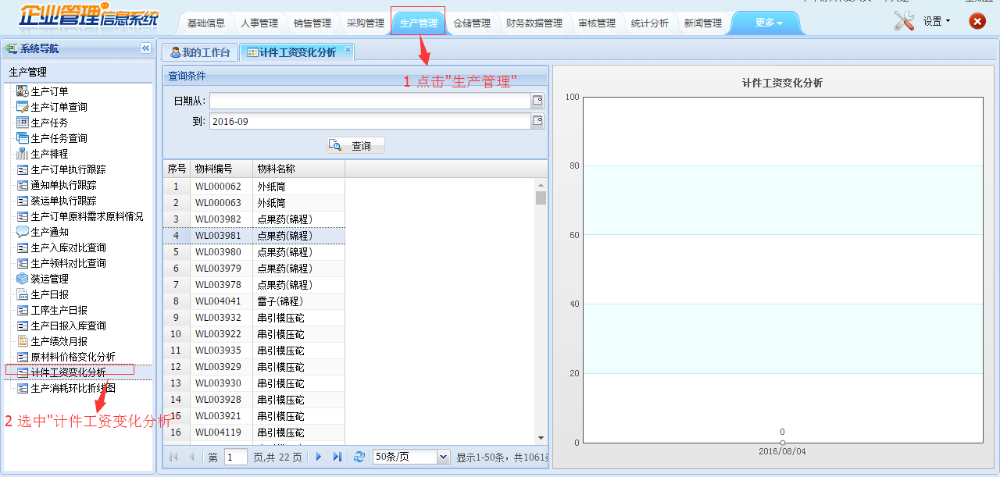 企业管理信息系统
基础信息 人事管理 销售管理 采购管理 生产管理 仓储管理 财务数据管理 审核管理 统计分析 新闻管理 更多 设置
系统导航
我的工作台 计件工资变化分析
生产管理
生产订单
生产订单查询
生产任务
生产任务查询
生产排程
生产订单执行跟踪
通知单执行跟踪
装运单执行跟踪
生产订单原料需求原料情况
生产通知
生产入库对比查询
生产领料对比查询
装运管理
生产日报
工序生产日报
生产日报入库查询
生产绩效月报
原材料价格变化分析
计件工资变化分析
生产消耗环比折线图
2 选中"计件工资变化分析
查询条件
1 点击"生产管理"
日期从:
到: 2016-09
查询
序号 物料编号 物料名称
1 WL000062 外纸筒
2 WL000063 外纸筒
3 WL003982 点果药(锦程)
4 WL003981 点果药(锦程)
5 WL003980 点果药(锦程)
6 WL003979 点果药(锦程)
7 WL003978 点果药(锦程)
8 WL004041 雷子(锦程)
9 WL003932 串引模压砣
10 WL003922 串引模压砣
11 WL003935 串引模压砣
12 WL003929 串引模压砣
13 WL003930 串引模压砣
14 WL003928 串引模压砣
15 WL003921 串引模压砣
16 WL004119 串引模压砣
第 1 页,共 22 页 50条/页 显示1-50条，共1061
计件工资变化分析
100
80
60
40
20
0
0
2016/08/04